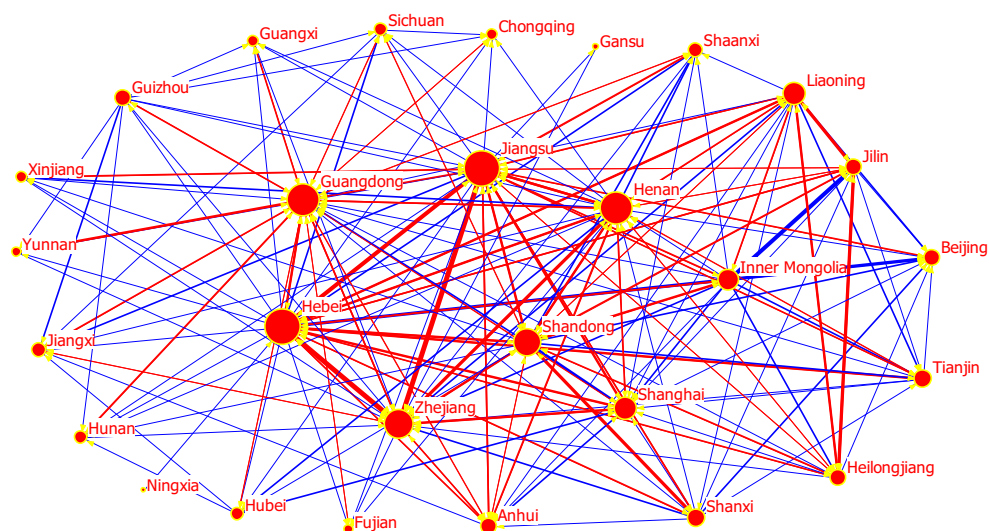 Sichuan
Chongqing
Guangxi
Gansu
Shaanxi
Guizhou
Liaoning
Jiangsu
Jilin
Xinjiang
Guangdong
Henan
Yunnan
Beijing
Inner Mongolia
Hebei
Shandong
Jiangxi
Tianjin
Zhejiang
Shanghai
Hunan
Heilongjiang
Ningxia
Hubei
Fujian
Anhui
Shanxi